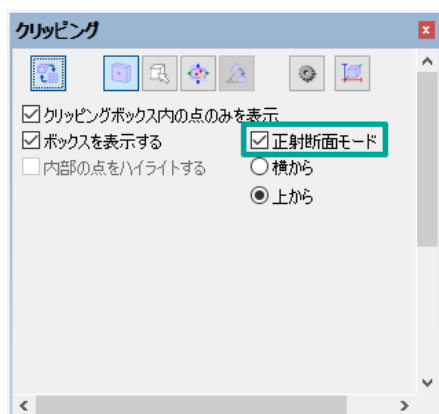 クリッピング
クリッピングボックス内の点のみを表示
ボックスを表示する
正射断面モード
内部の点をハイライトする
横から
上から